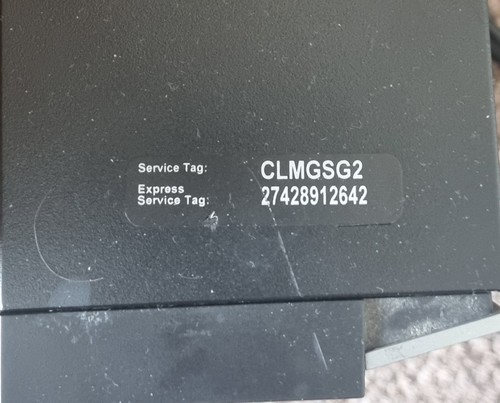 Service Tag: CLMGSG2
Express
Service Tag: 27428912642